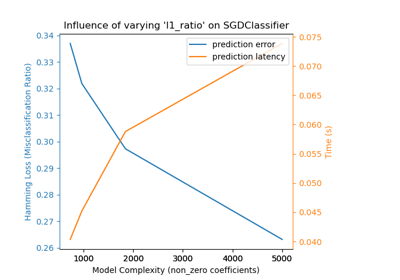 Influence of varying 'l1_ratio' on SGDClassifier
prediction error
prediction latency
0.34
0.33
0.32
0.31
0.30
0.29
0.28
0.27
0.26
Hamming Loss (Misclassification Ratio)
0.075
0.070
0.065
0.060
0.055
0.050
0.045
0.040
Time (s)
1000 2000 3000 4000 5000
Model Complexity (non_zero coefficients)